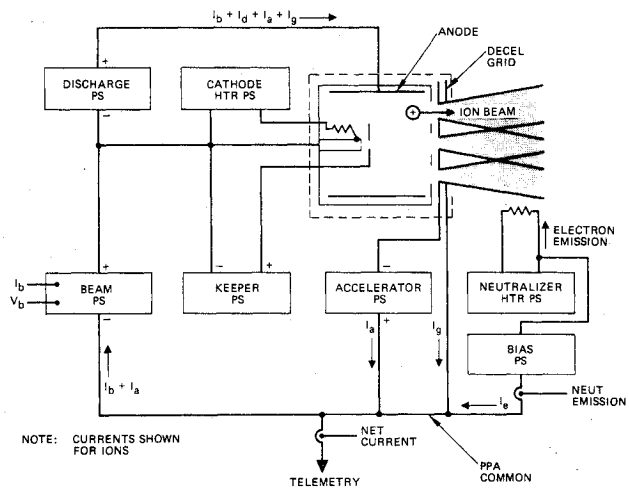 I_b + I_d + I_a + I_g
ANODE
DECEL
GRID
+
DISCHARGE
PS
-
CATHODE
HTR PS
+
ION BEAM
ELECTRON
EMISSION
I_b
V_b
+
BEAM
PS
-
-
+
KEEPER
PS
-
ACCELERATOR
PS
+
NEUTRALIZER
HTR PS
BIAS
PS
I_a
I_g
I_b + I_a
I_e
NEUT
EMISSION
NOTE: CURRENTS SHOWN
FOR IONS
NET
CURRENT
PPA
COMMON
TELEMETRY